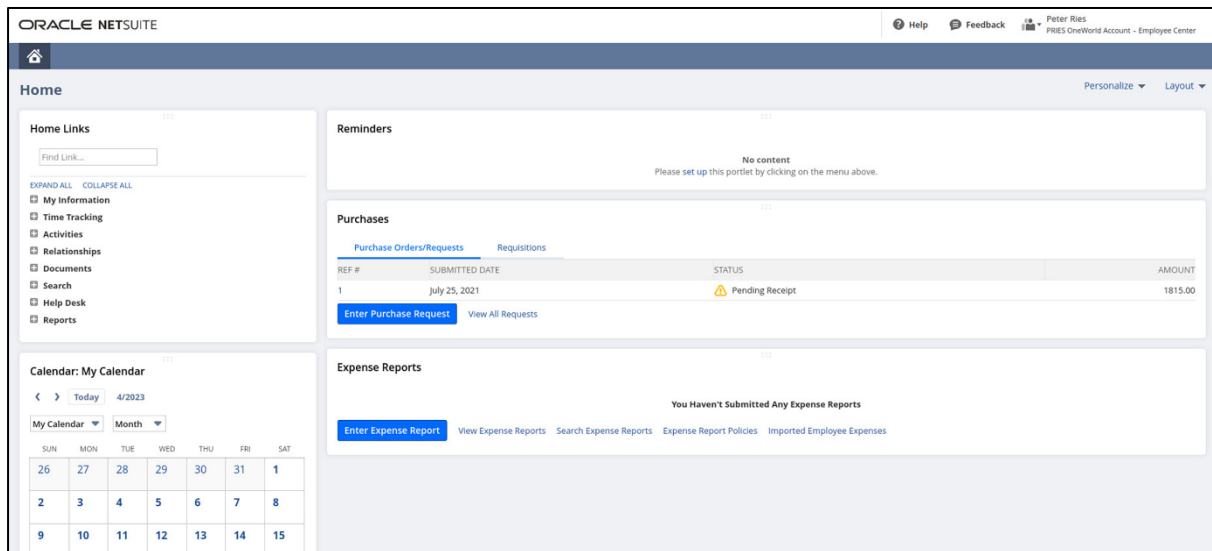 ORACLE NETSUITE
Help Feedback Peter Ries
PRIES OneWorld Account - Employee Center
Home
Personalize Layout
Home Links
Find Link...
EXPAND ALL COLLAPSE ALL
My Information
Time Tracking
Activities
Relationships
Documents
Search
Help Desk
Reports
Calendar: My Calendar
Today 4/2023
My Calendar Month
SUN MON TUE WED THU FRI SAT
26 27 28 29 30 31 1
2 3 4 5 6 7 8
9 10 11 12 13 14 15
Reminders
No content
Please set up this portlet by clicking on the menu above.
Purchases
Purchase Orders/Requests Requisitions
REF # SUBMITTED DATE STATUS AMOUNT
1 July 25, 2021 Pending Receipt 1815.00
Enter Purchase Request View All Requests
Expense Reports
You Haven't Submitted Any Expense Reports
Enter Expense Report View Expense Reports Search Expense Reports Expense Report Policies Imported Employee Expenses